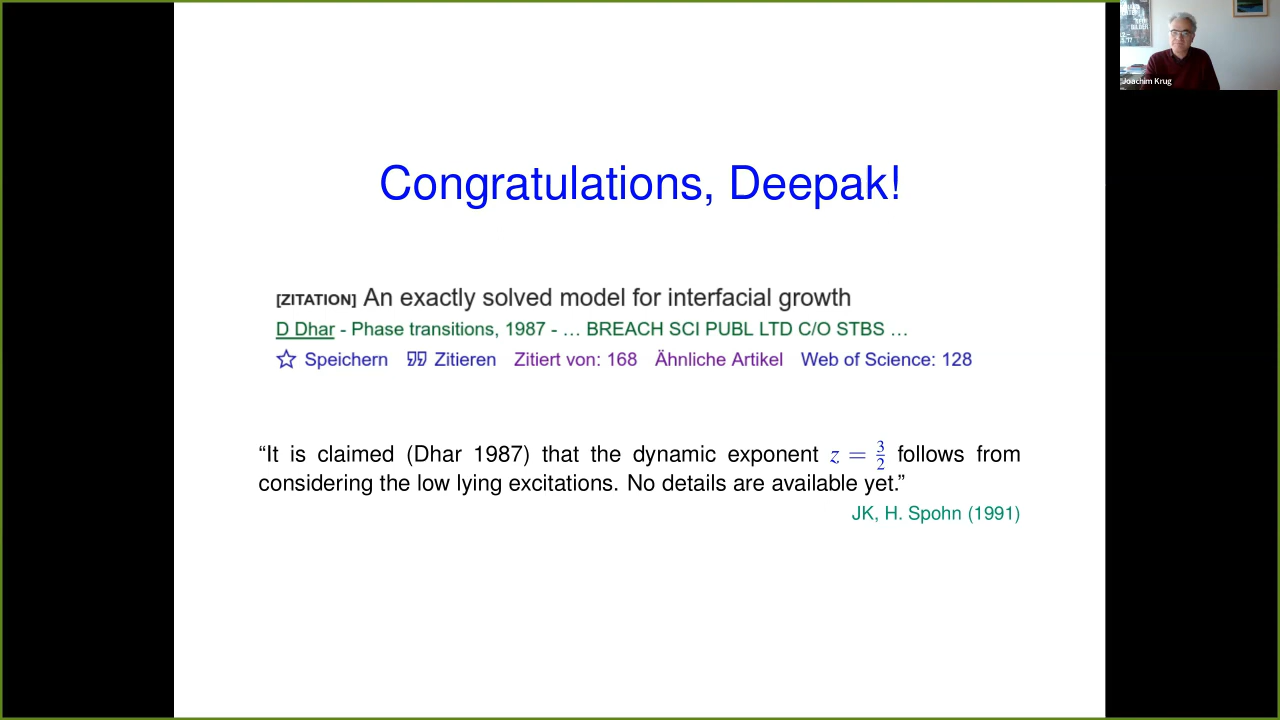 Congratulations, Deepak!
[ZITATION] An exactly solved model for interfacial growth
D Dhar - Phase transitions, 1987 - … BREACH SCI PUBL LTD C/O STBS …
Speichern Zitieren Zitiert von: 168 Ähnliche Artikel Web of Science: 128
“It is claimed (Dhar 1987) that the dynamic exponent z = 3/2 follows from
considering the low lying excitations. No details are available yet.”
JK, H. Spohn (1991)
Joachim Krug